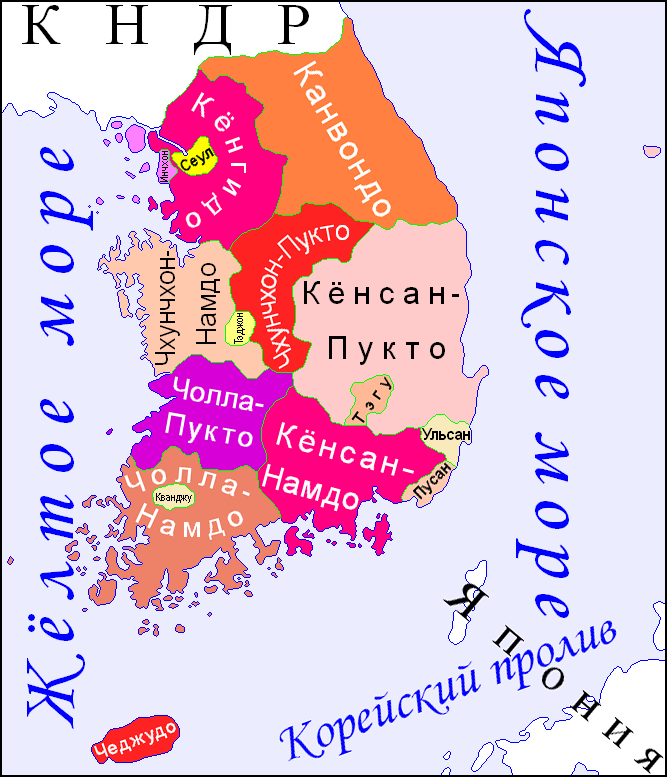 КНДР
Японское море
Жёлтое море
Кёнгидо
Канвондо
Сеул
Инчхон
Чхунчхон-Пукто
Чхунчхон-
Намдо
Таджон
Кёнсан-
Пукто
Тэгу
Чолла-
Пукто
Кёнсан-
Намдо
Ульсан
Пусан
Чолла-
Намдо
Кванджу
Япония
Корейский пролив
Чеджудо